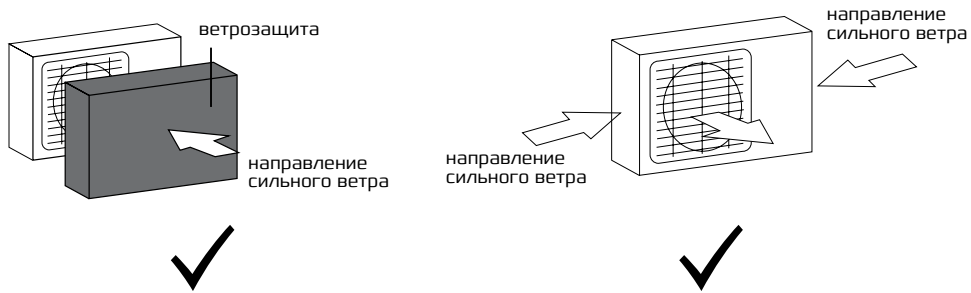 ветрозащита
направление
сильного ветра
направление
сильного ветра
направление
сильного ветра